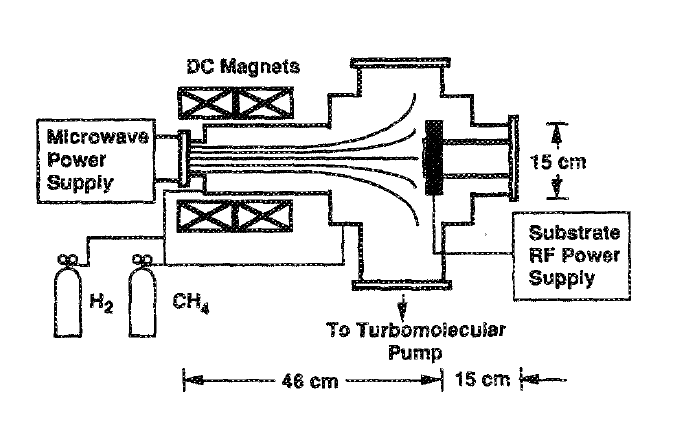 DC Magnets
Microwave
Power
Supply
15 cm
Substrate
RF Power
Supply
H2
CH4
To Turbomolecular
Pump
46 cm
15 cm